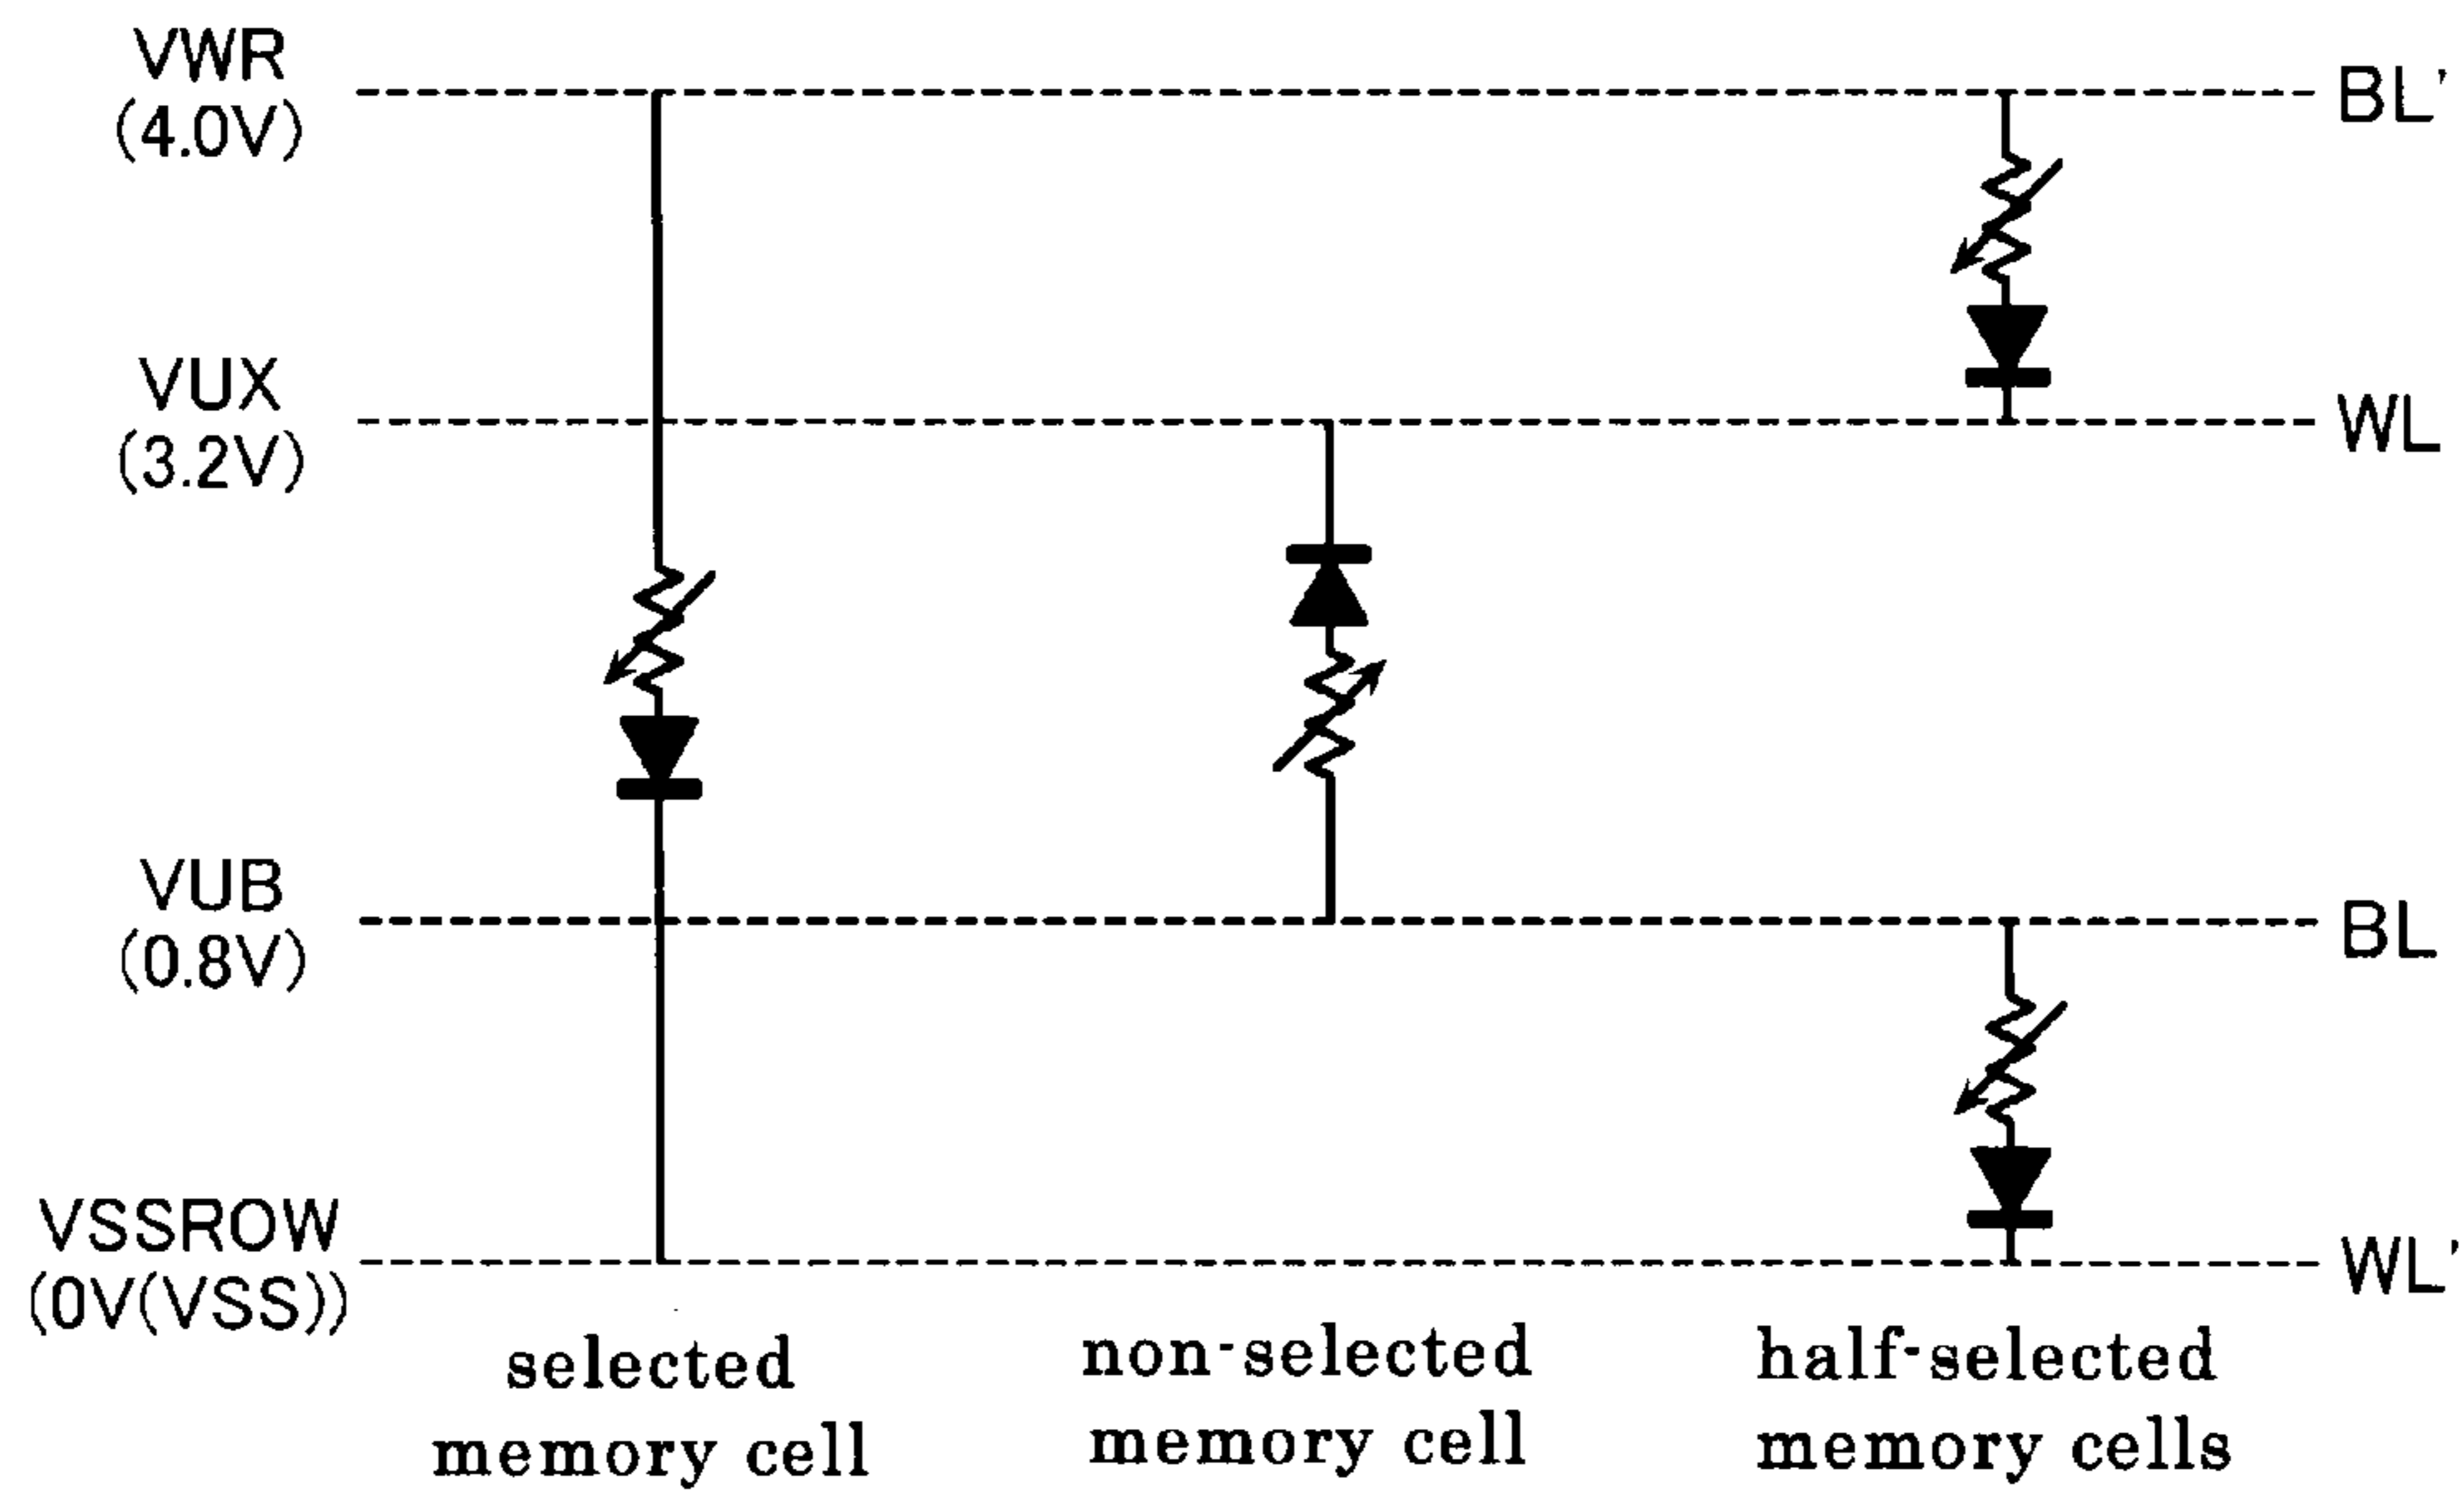 VWR
(4.0V)
BL'
VUX
(3.2V)
WL
VUB
(0.8V)
BL
VSSROW
(0V(VSS))
WL'
selected
memory cell
non-selected
memory cell
half-selected
memory cells